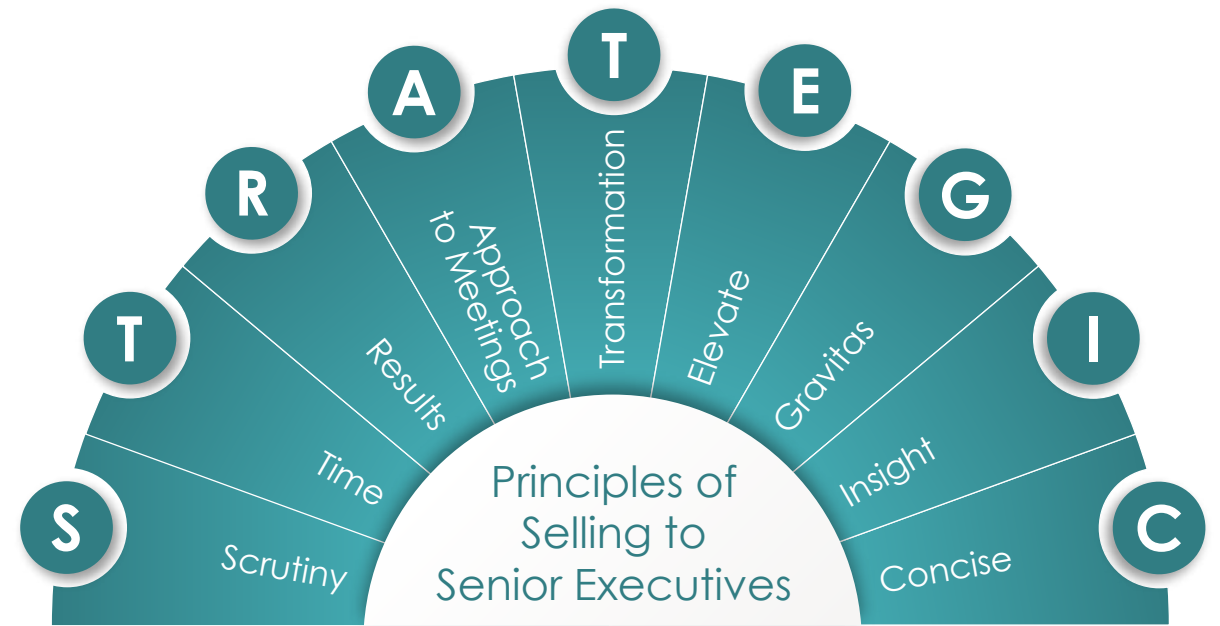 S
T
R
A
T
E
G
I
C
Scrutiny
Time
Results
Approach
to Meetings
Transformation
Elevate
Gravitas
Insight
Concise
Principles of
Selling to
Senior Executives